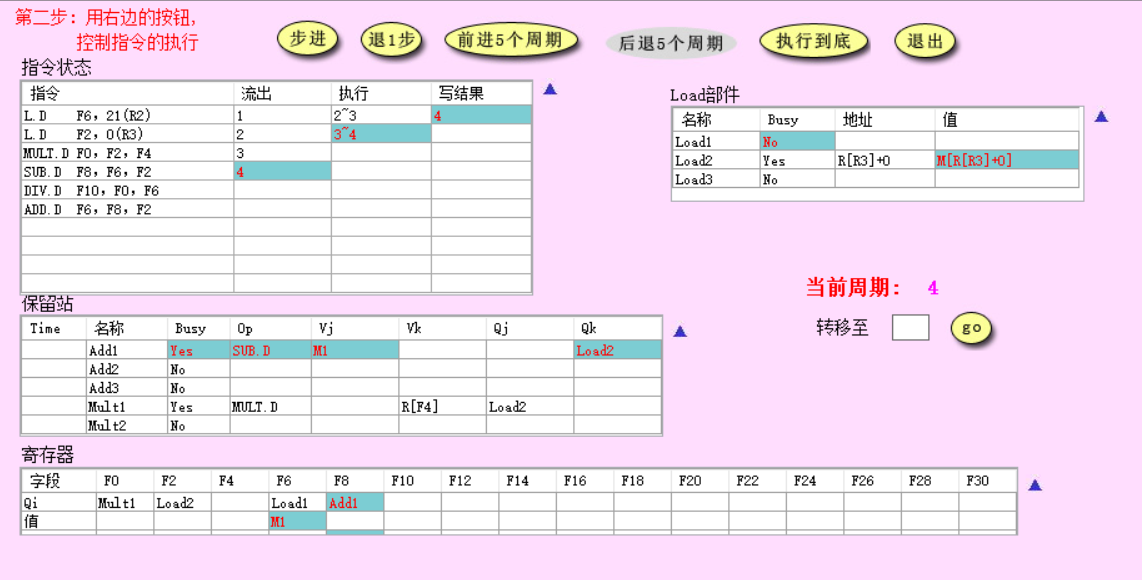 第二步: 用右边的按钮,
控制指令的执行
步进 退1步 前进5个周期 后退5个周期 执行到底 退出
指令状态
指令 流出 执行 写结果
L.D F6, 21(R2) 1 2~3 4
L.D F2, 0(R3) 2 3~4
MULT.D F0, F2, F4 3
SUB.D F8, F6, F2 4
DIV.D F10, F0, F6
ADD.D F6, F8, F2
Load部件
名称 Busy 地址 值
Load1 No
Load2 Yes R[R3]+0 M[R[R3]+0]
Load3 No
当前周期: 4
转移至 go
保留站
Time 名称 Busy Op Vj Vk Qj Qk
Add1 Yes SUB.D M1 Load2
Add2 No
Add3 No
Mult1 Yes MULT.D R[F4] Load2
Mult2 No
寄存器
字段 F0 F2 F4 F6 F8 F10 F12 F14 F16 F18 F20 F22 F24 F26 F28 F30
Qi Mult1 Load2 Load1 Add1
值 M1